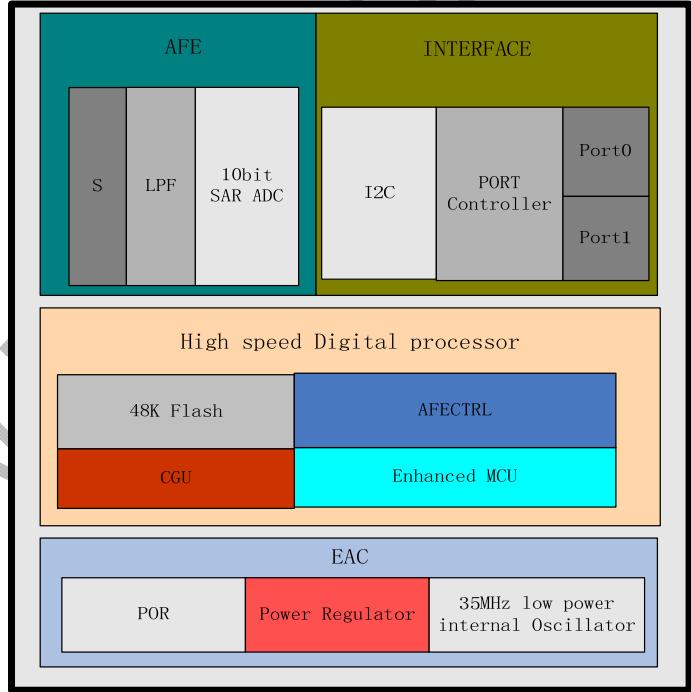 AFE
INTERFACE
S
LPF
10bit
SAR ADC
I2C
PORT
Controller
Port0
Port1
High speed Digital processor
48K Flash
AFECTRL
CGU
Enhanced MCU
EAC
POR
Power Regulator
35MHz low power
internal Oscillator